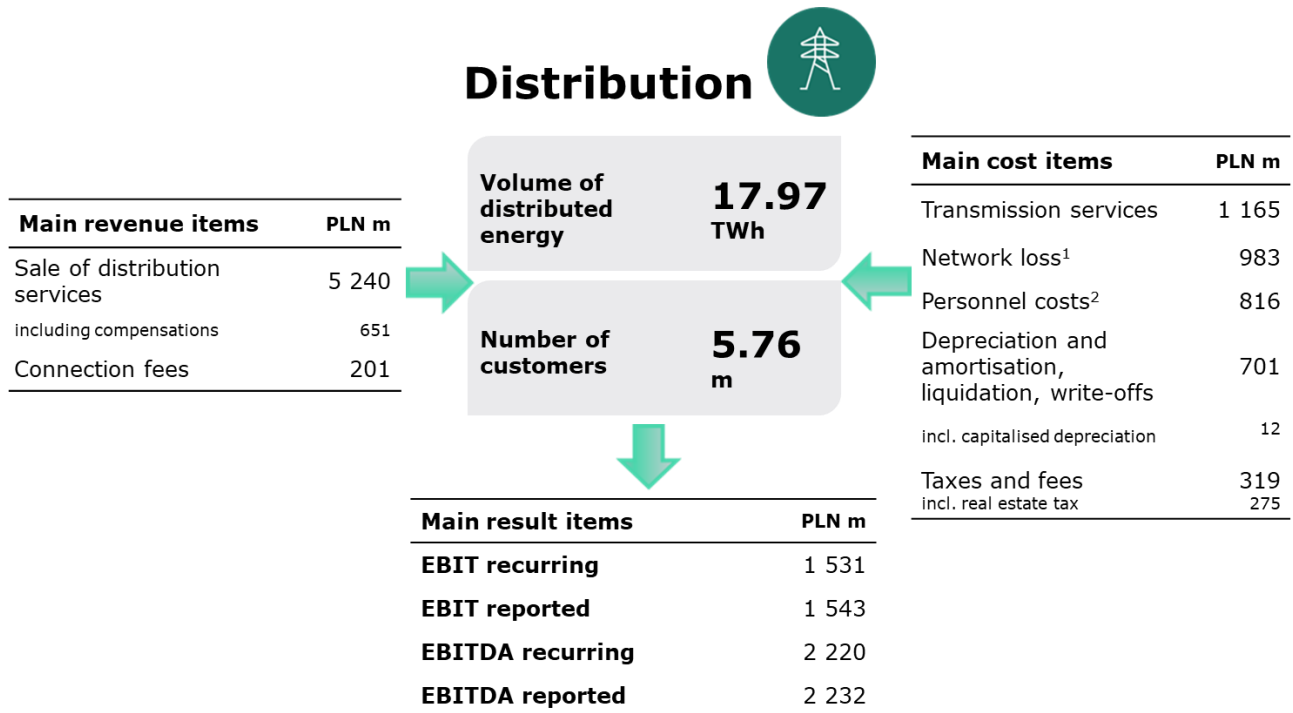 Distribution
Main revenue items PLN m
Sale of distribution
services 5 240
including compensations 651
Connection fees 201
Volume of
distributed
energy
17.97
TWh
Number of
customers
5.76
m
Main cost items PLN m
Transmission services 1 165
Network loss¹ 983
Personnel costs² 816
Depreciation and
amortisation,
liquidation, write-offs 701
incl. capitalised depreciation 12
Taxes and fees 319
incl. real estate tax 275
Main result items PLN m
EBIT recurring 1 531
EBIT reported 1 543
EBITDA recurring 2 220
EBITDA reported 2 232